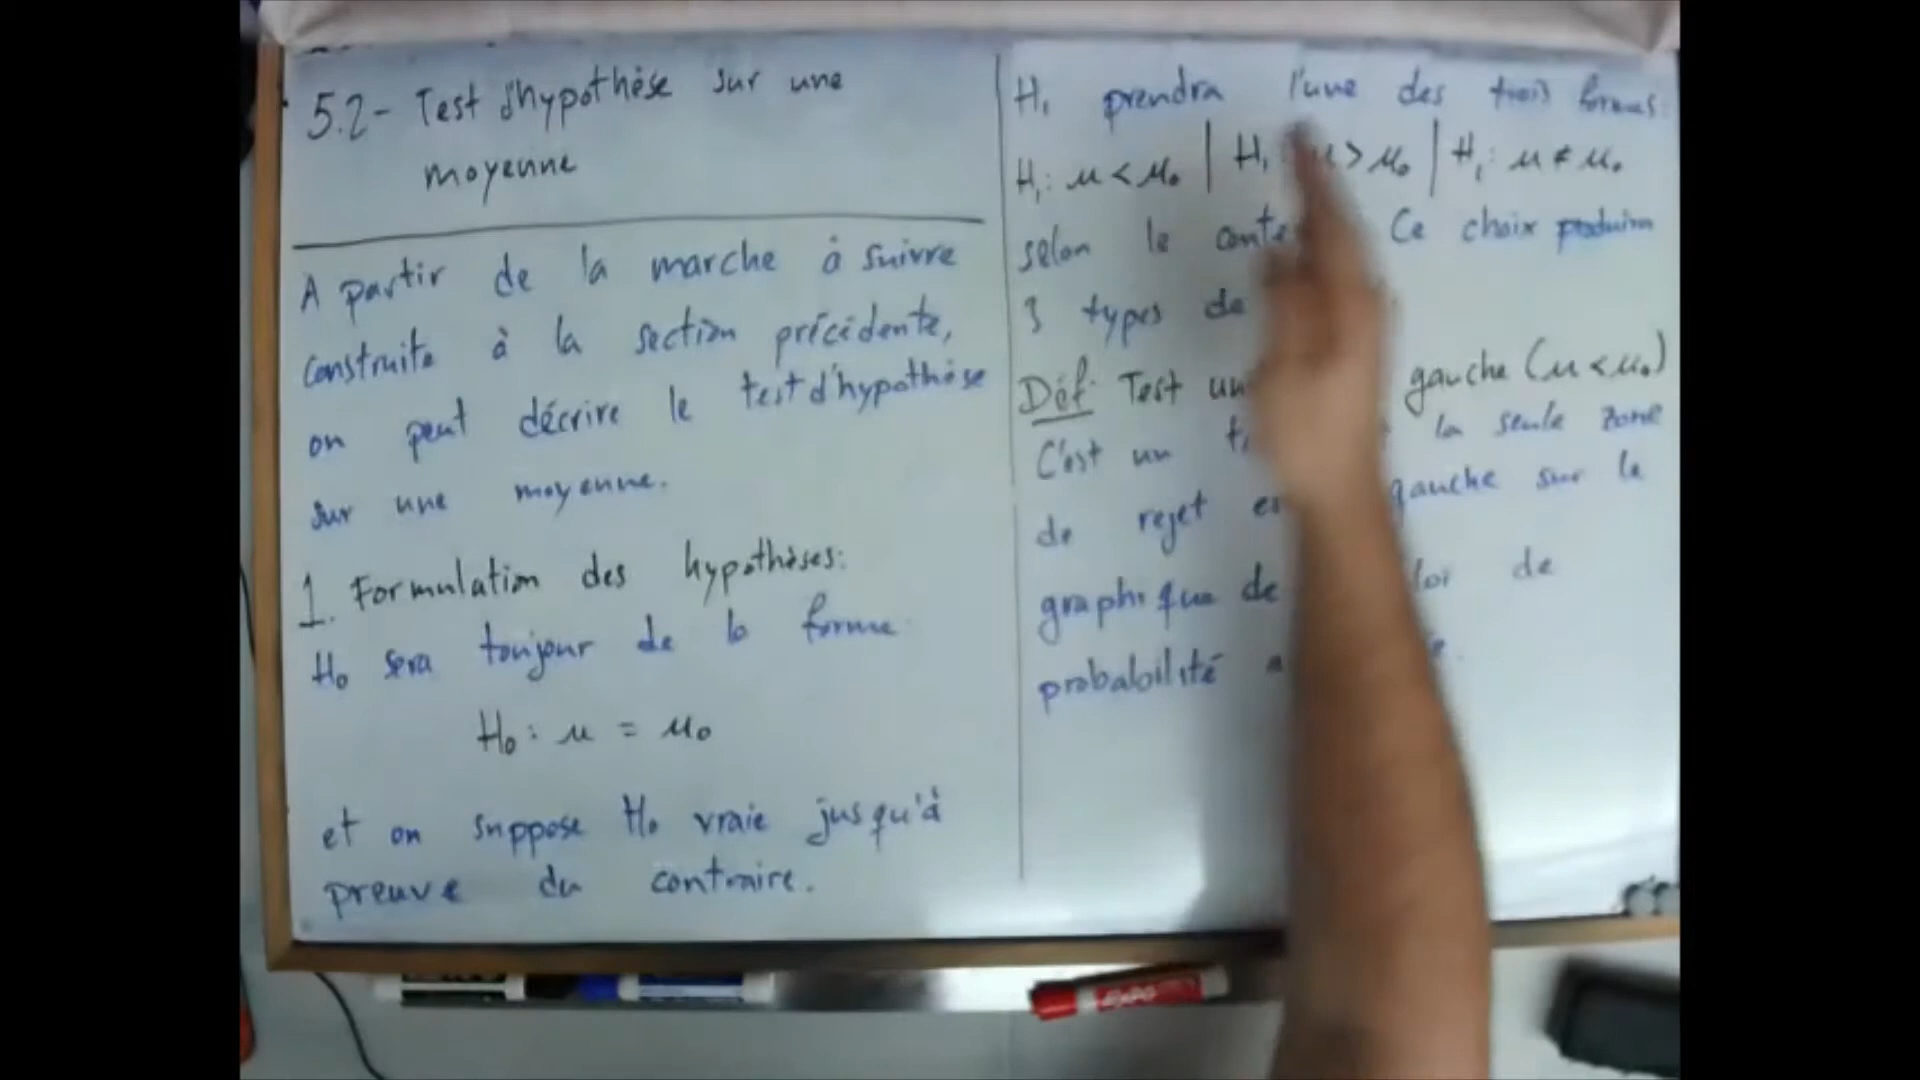 5.2- Test d'hypothèse sur une
moyenne
A partir de la marche à suivre
construite à la section précédente,
on peut décrire le test d'hypothèse
sur une moyenne.
1. Formulation des hypothèses:
H₀ sera toujour de la forme
H₀: μ = μ₀
et on suppose H₀ vraie jusqu'à
preuve du contraire.
H₁ prendra l'une des trois formes:
H₁: μ < μ₀ | H₁ μ > μ₀ | H₁: μ ≠ μ₀
selon le Ce choix produira
3 types de
Déf: Test gauche (μ < μ₀)
C'est un la seule zone
de rejet gauche sur le
graphique de loi de
probabilité
EXPO